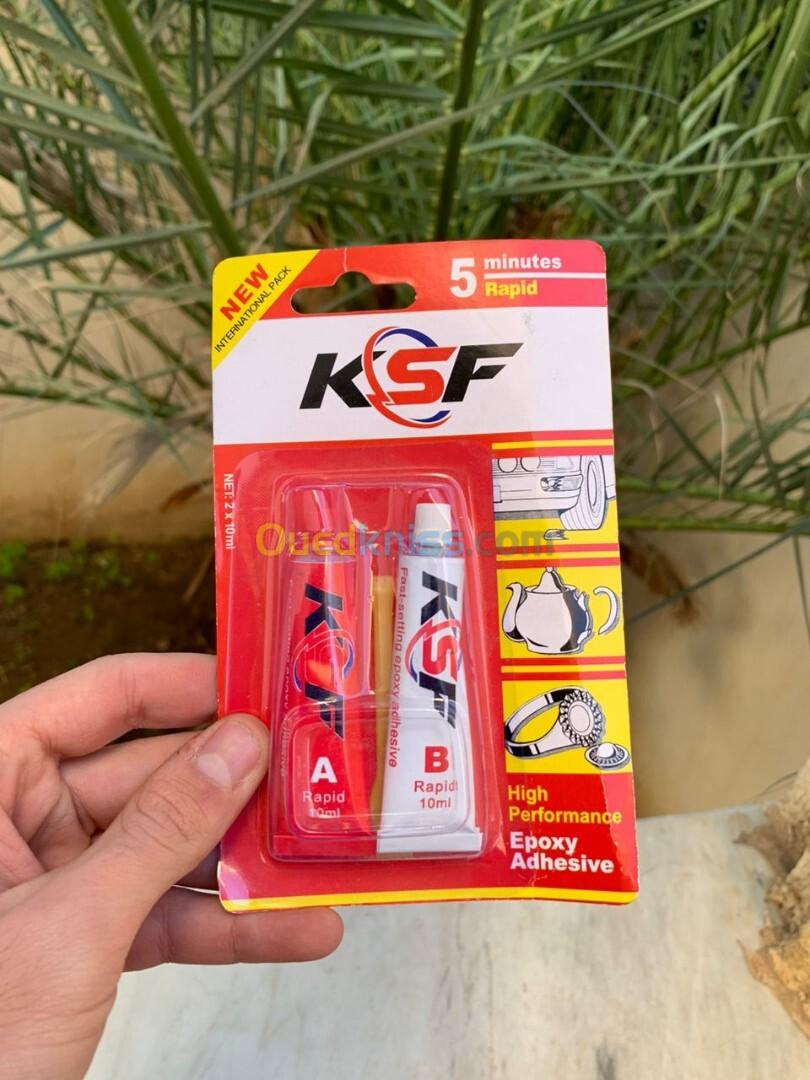 NEW
INTERNATIONAL PACK
5 minutes
Rapid
KSF
NET: 2 x 10ml
Ouedkniss.com
KSF
A
Rapid
10ml
KSF
Fast-setting epoxy adhesive
B
Rapid
10ml
High
Performance
Epoxy
Adhesive